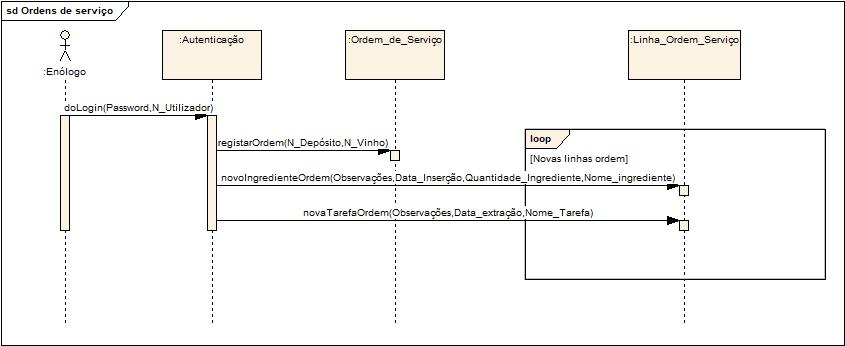 sd Ordens de serviço
:Enólogo
:Autenticação
:Ordem_de_Serviço
:Linha_Ordem_Serviço
doLogin(Password,N_Utilizador)
registarOrdem(N_Depósito,N_Vinho)
loop
[Novas linhas ordem]
novoIngredienteOrdem(Observações,Data_Inserção,Quantidade_Ingrediente,Nome_ingrediente)
novaTarefaOrdem(Observações,Data_extração,Nome_Tarefa)